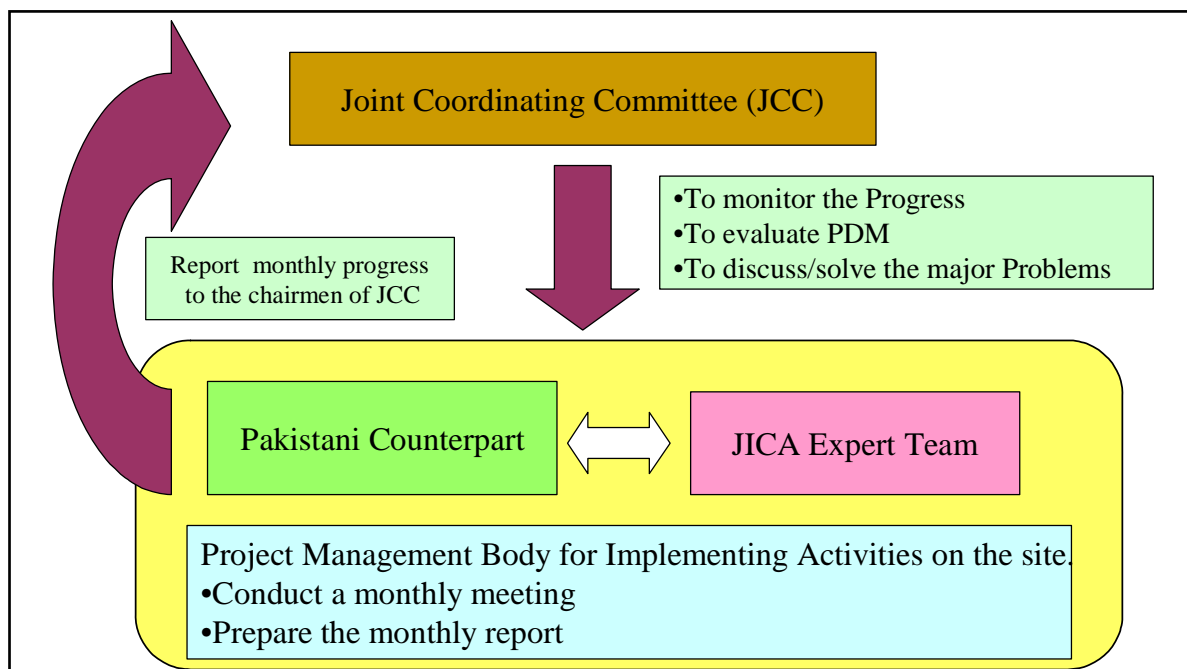 Joint Coordinating Committee (JCC)
•To monitor the Progress
•To evaluate PDM
•To discuss/solve the major Problems
Report monthly progress
to the chairmen of JCC
Pakistani Counterpart
JICA Expert Team
Project Management Body for Implementing Activities on the site.
•Conduct a monthly meeting
•Prepare the monthly report